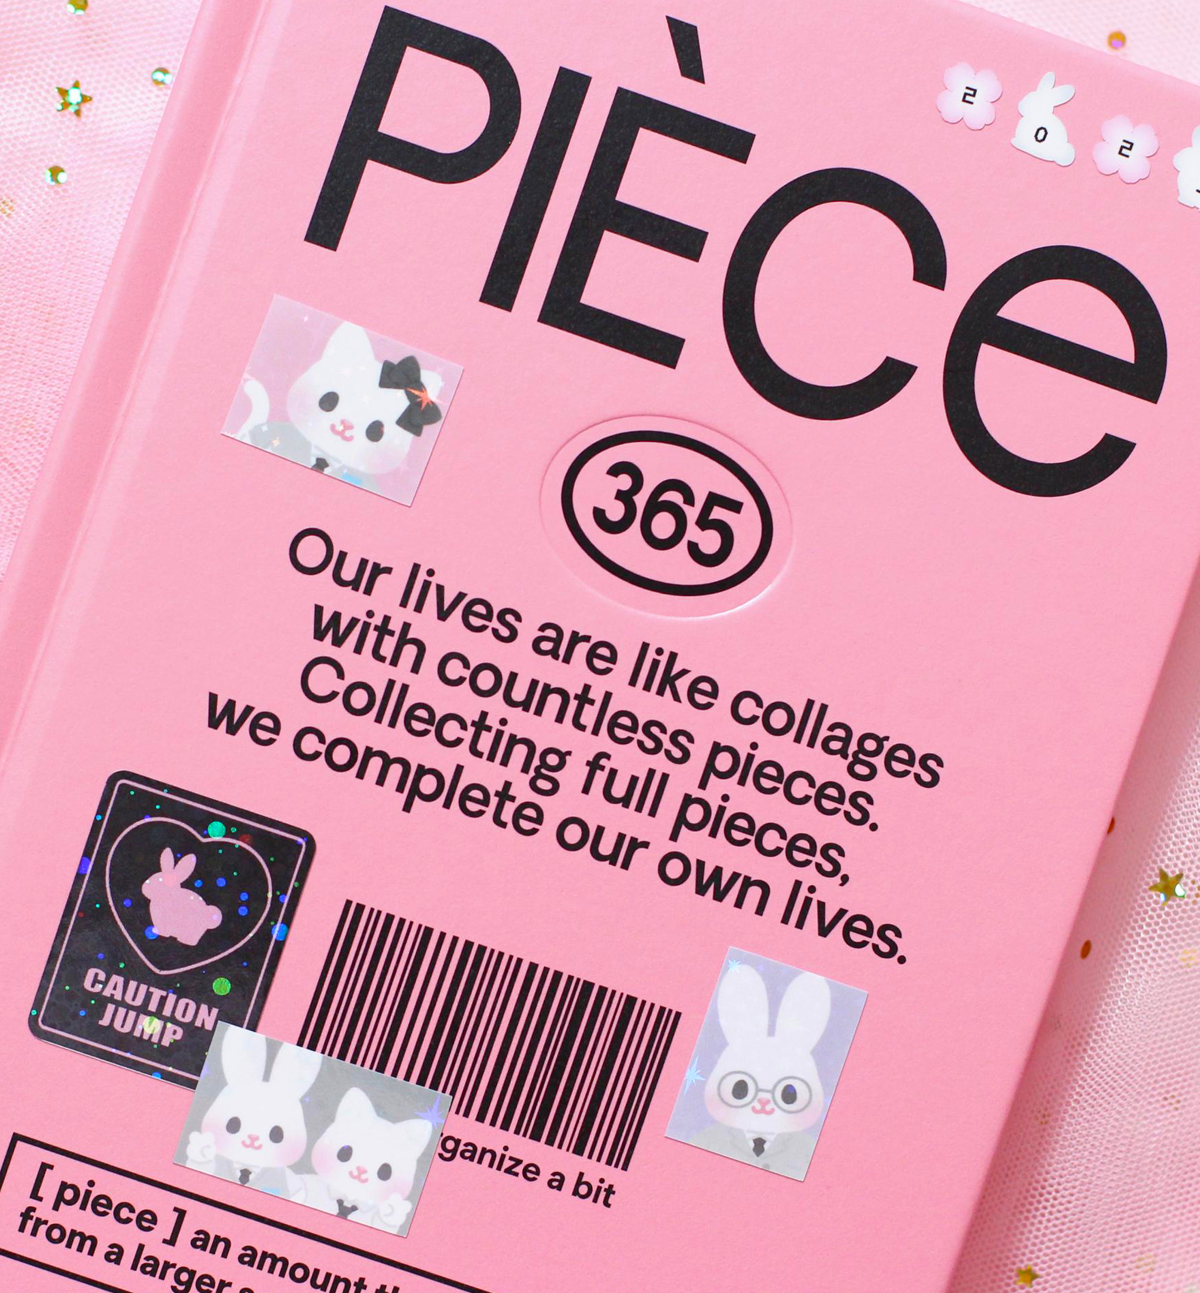 PIÈce
2 0 2
365
Our lives are like collages
with countless pieces.
Collecting full pieces,
we complete our own lives.
CAUTION
JUMP
a bit
[ piece ] an amount
from a larger